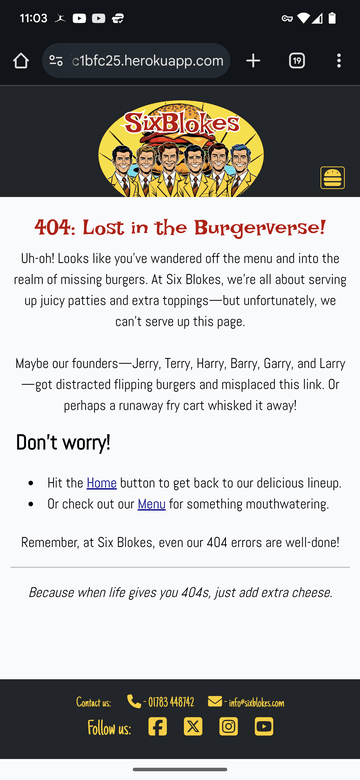 11:03
c1bfc25.herokuapp.com
19
SixBlokes
404: Lost in the Burgerverse!
Uh-oh! Looks like you've wandered off the menu and into the
realm of missing burgers. At Six Blokes, we're all about serving
up juicy patties and extra toppings—but unfortunately, we
can't serve up this page.
Maybe our founders—Jerry, Terry, Harry, Barry, Garry, and Larry
—got distracted flipping burgers and misplaced this link. Or
perhaps a runaway fry cart whisked it away!
Don't worry!
• Hit the Home button to get back to our delicious lineup.
• Or check out our Menu for something mouthwatering.
Remember, at Six Blokes, even our 404 errors are well-done!
Because when life gives you 404s, just add extra cheese.
Contact us: - 01783 448742 - info@sixblokes.com
Follow us: